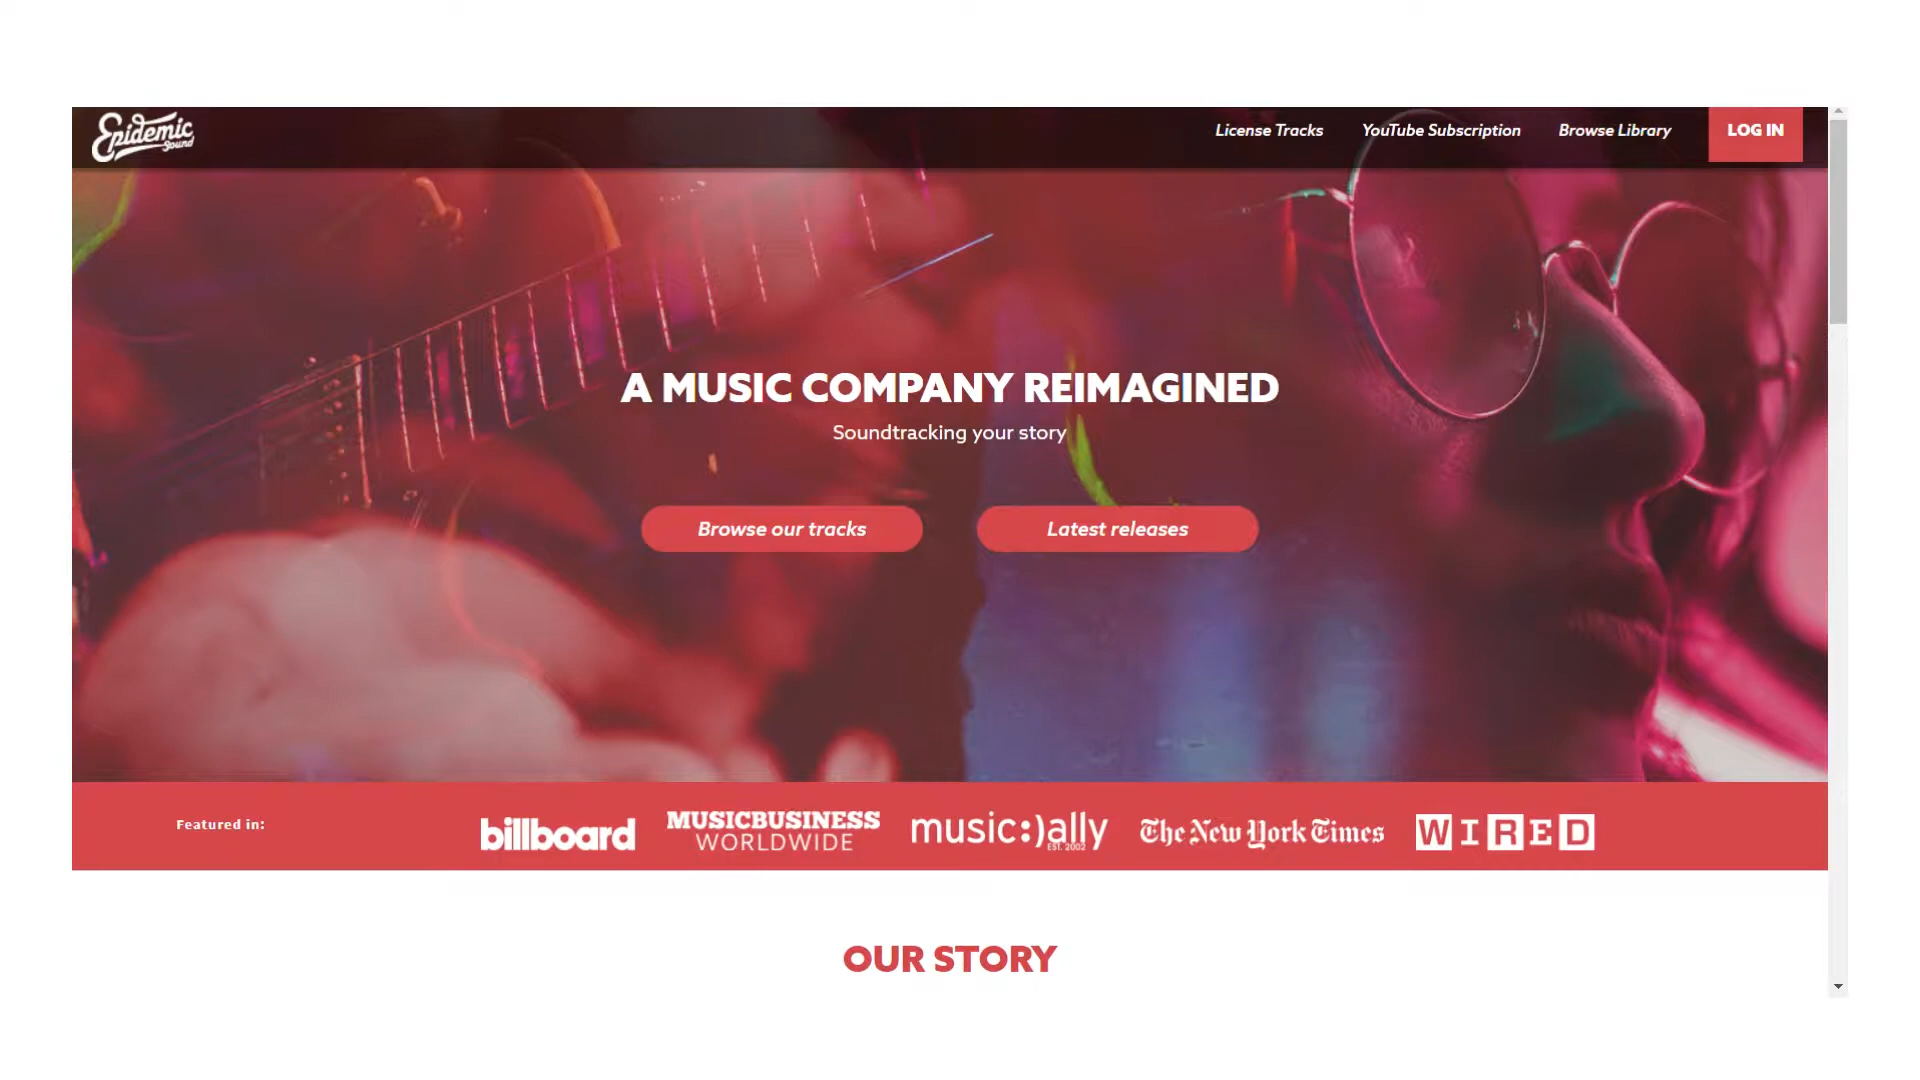 Epidemic
Sound
License Tracks
YouTube Subscription
Browse Library
LOG IN
A MUSIC COMPANY REIMAGINED
Soundtracking your story
Browse our tracks
Latest releases
Featured in:
billboard
MUSICBUSINESS
WORLDWIDE
music:)ally
EST. 2002
The New York Times
WIRED
OUR STORY